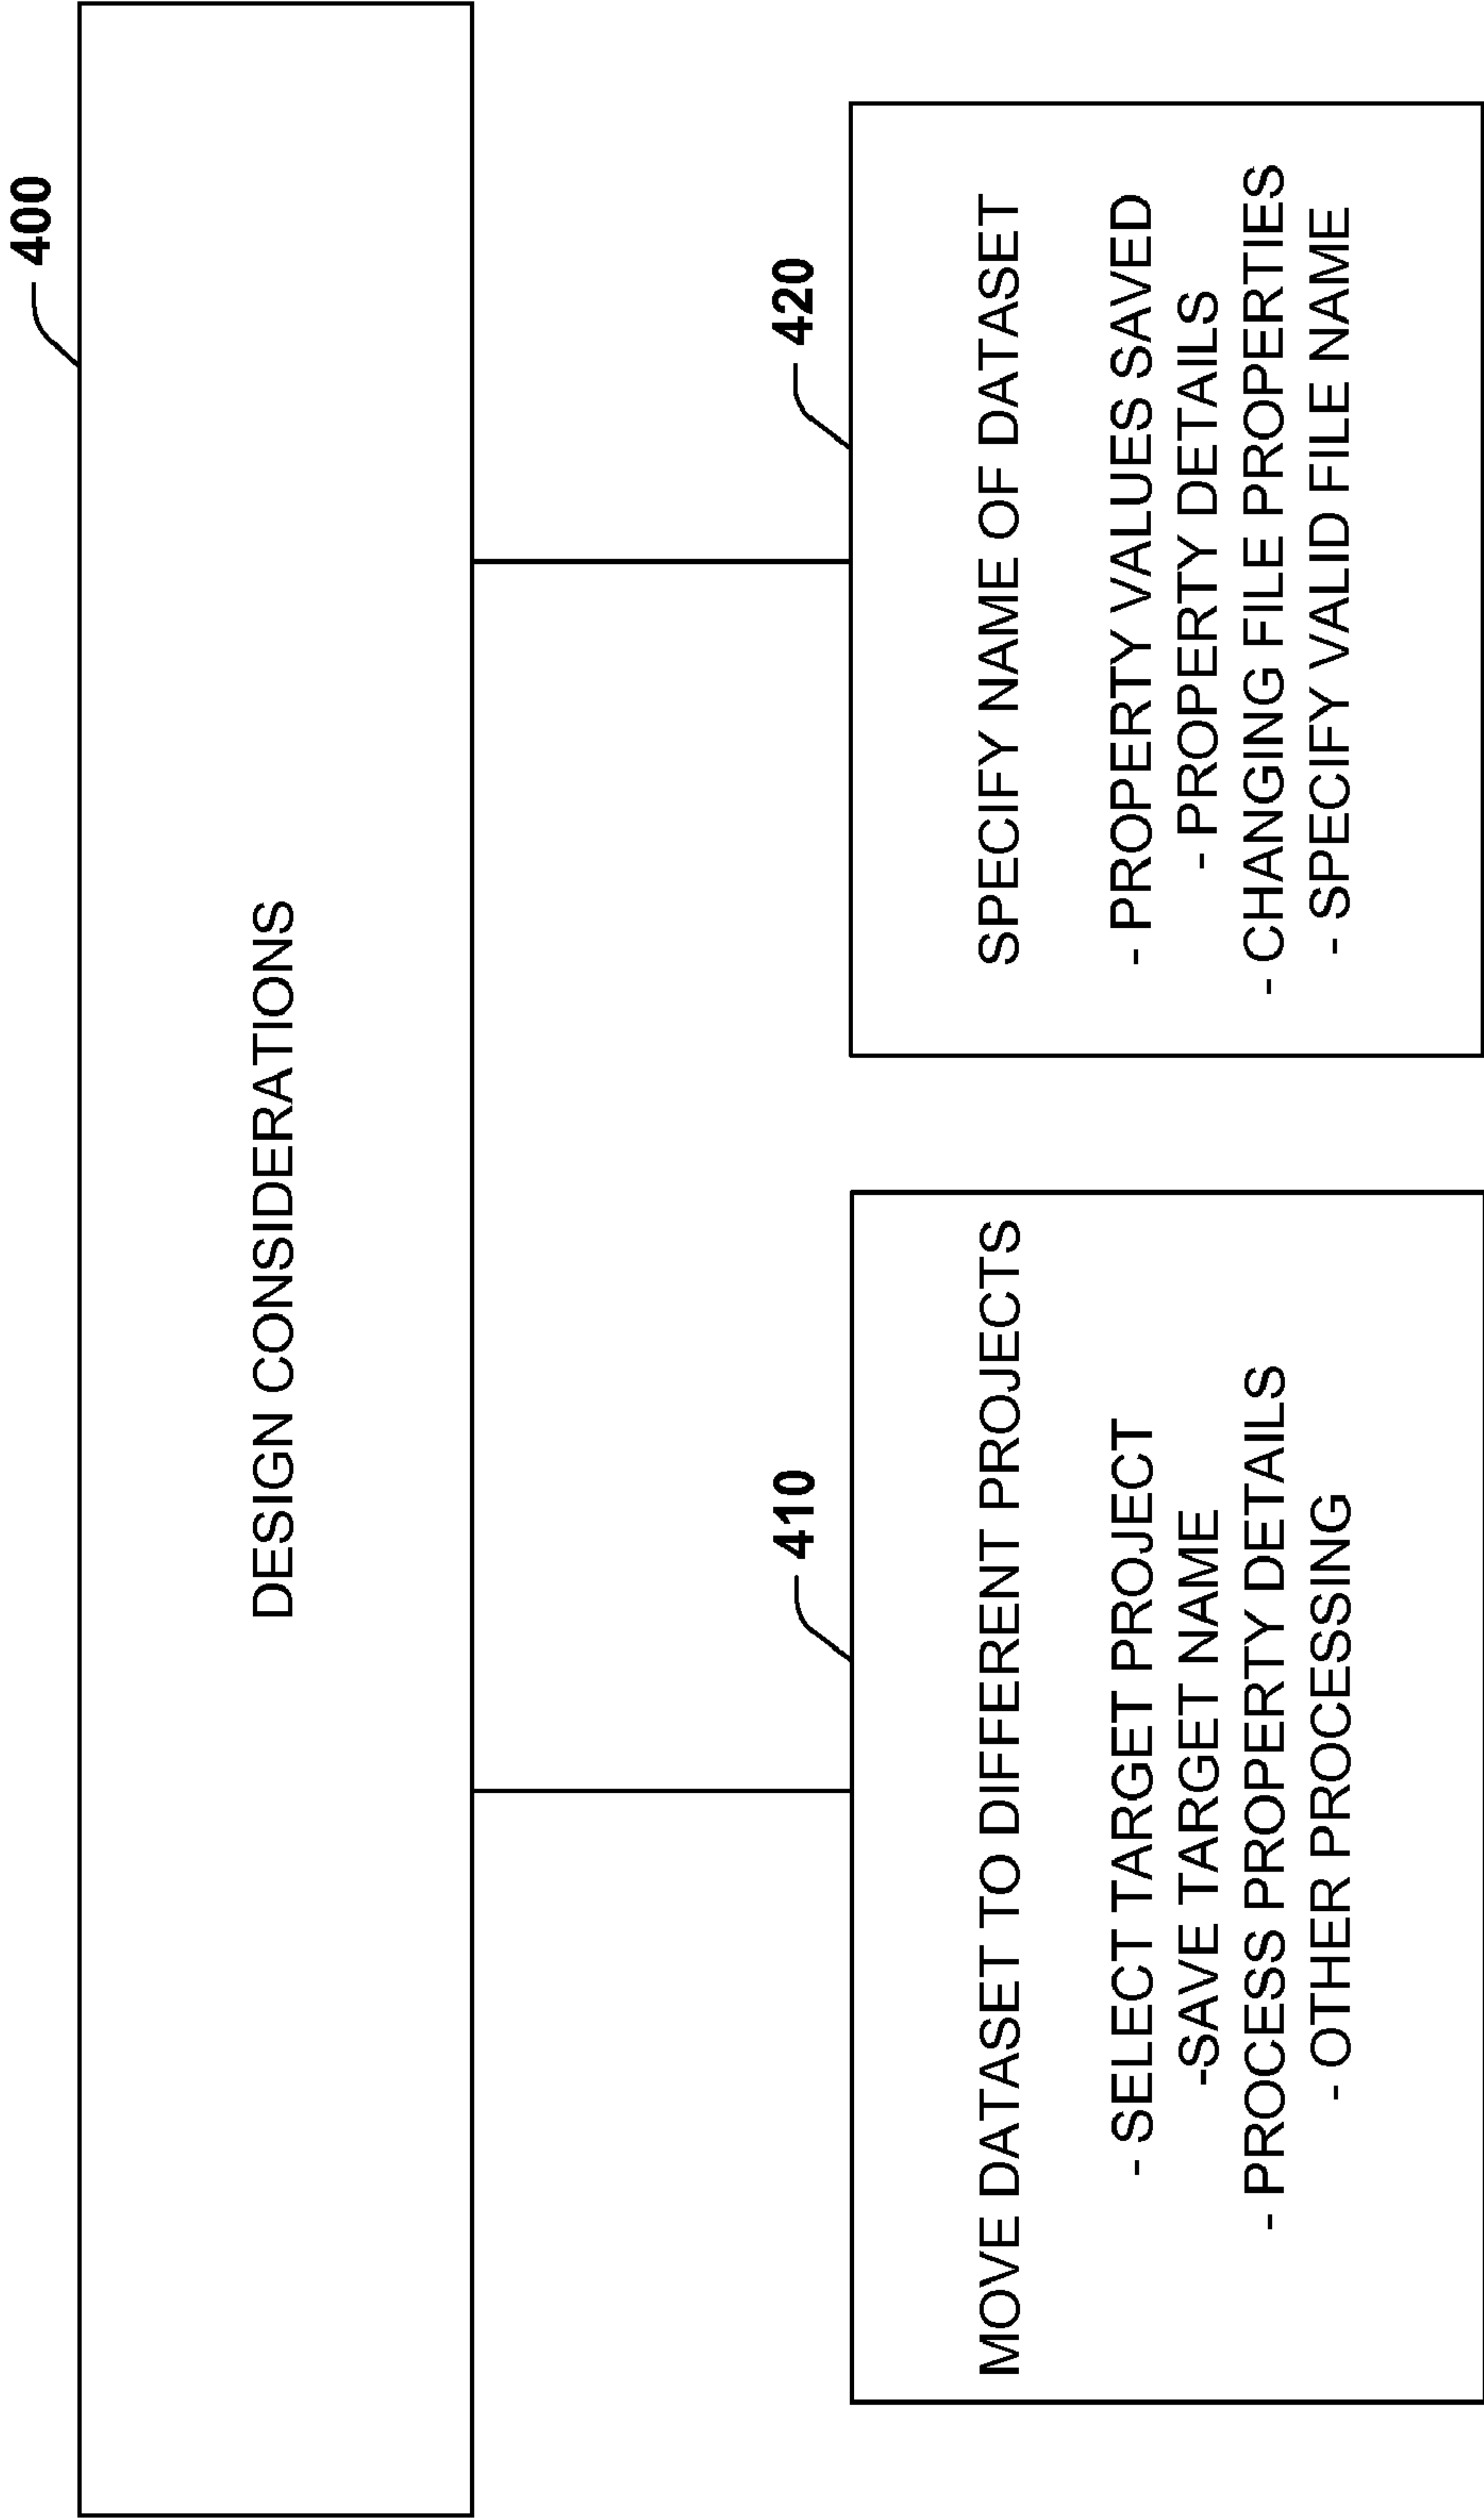 400
DESIGN CONSIDERATIONS
410
MOVE DATASET TO DIFFERENT PROJECTS
- SELECT TARGET PROJECT
-SAVE TARGET NAME
- PROCESS PROPERTY DETAILS
- OTHER PROCESSING
420
SPECIFY NAME OF DATASET
- PROPERTY VALUES SAVED
- PROPERTY DETAILS
- CHANGING FILE PROPERTIES
- SPECIFY VALID FILE NAME